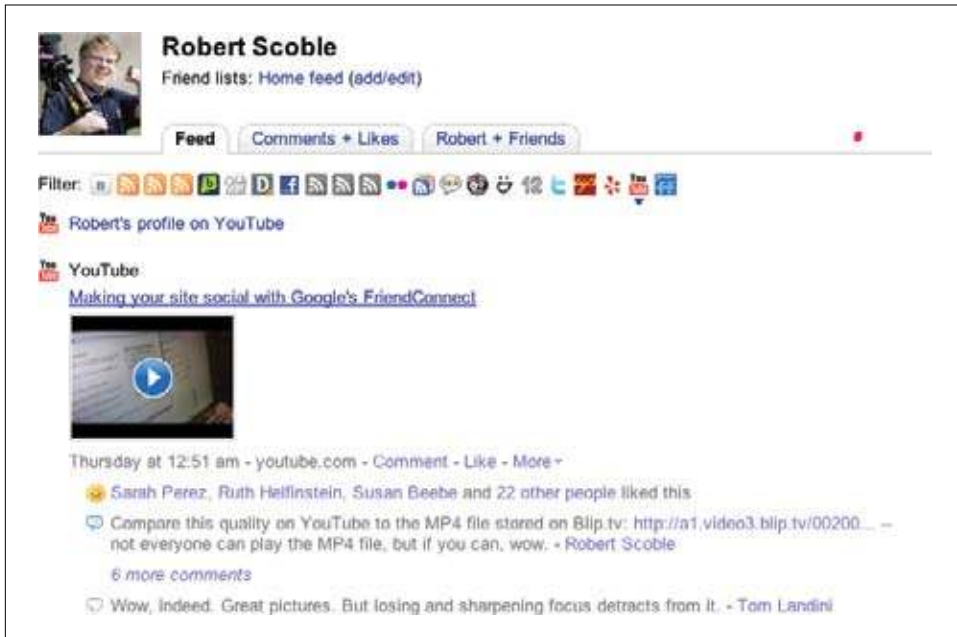 Robert Scoble
Friend lists: Home feed (add/edit)
Feed Comments + Likes Robert + Friends
Filter:
Robert's profile on YouTube
YouTube
Making your site social with Google's FriendConnect
Thursday at 12:51 am - youtube.com - Comment - Like - More
Sarah Perez, Ruth Helfinstein, Susan Beebe and 22 other people liked this
Compare this quality on YouTube to the MP4 file stored on Blip.tv: http://a1.video3.blip.tv/00200... –
not everyone can play the MP4 file, but if you can, wow. - Robert Scoble
6 more comments
Wow, Indeed. Great pictures. But losing and sharpening focus detracts from it. - Tom Landini